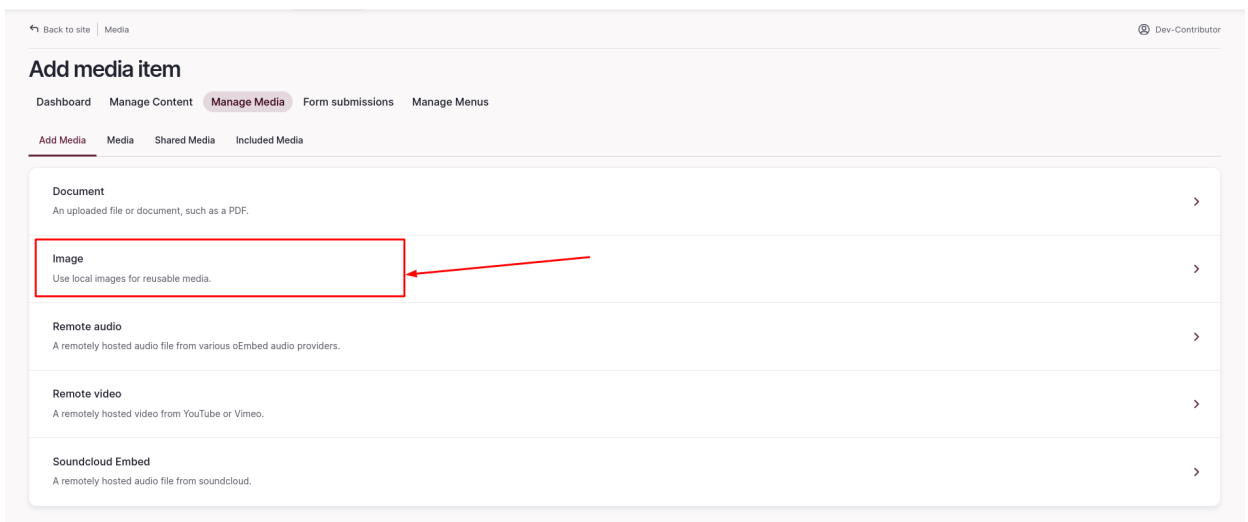 Back to site | Media
Dev-Contributor
Add media item
Dashboard Manage Content Manage Media Form submissions Manage Menus
Add Media Media Shared Media Included Media
Document
An uploaded file or document, such as a PDF.
Image
Use local images for reusable media.
Remote audio
A remotely hosted audio file from various oEmbed audio providers.
Remote video
A remotely hosted video from YouTube or Vimeo.
Soundcloud Embed
A remotely hosted audio file from soundcloud.